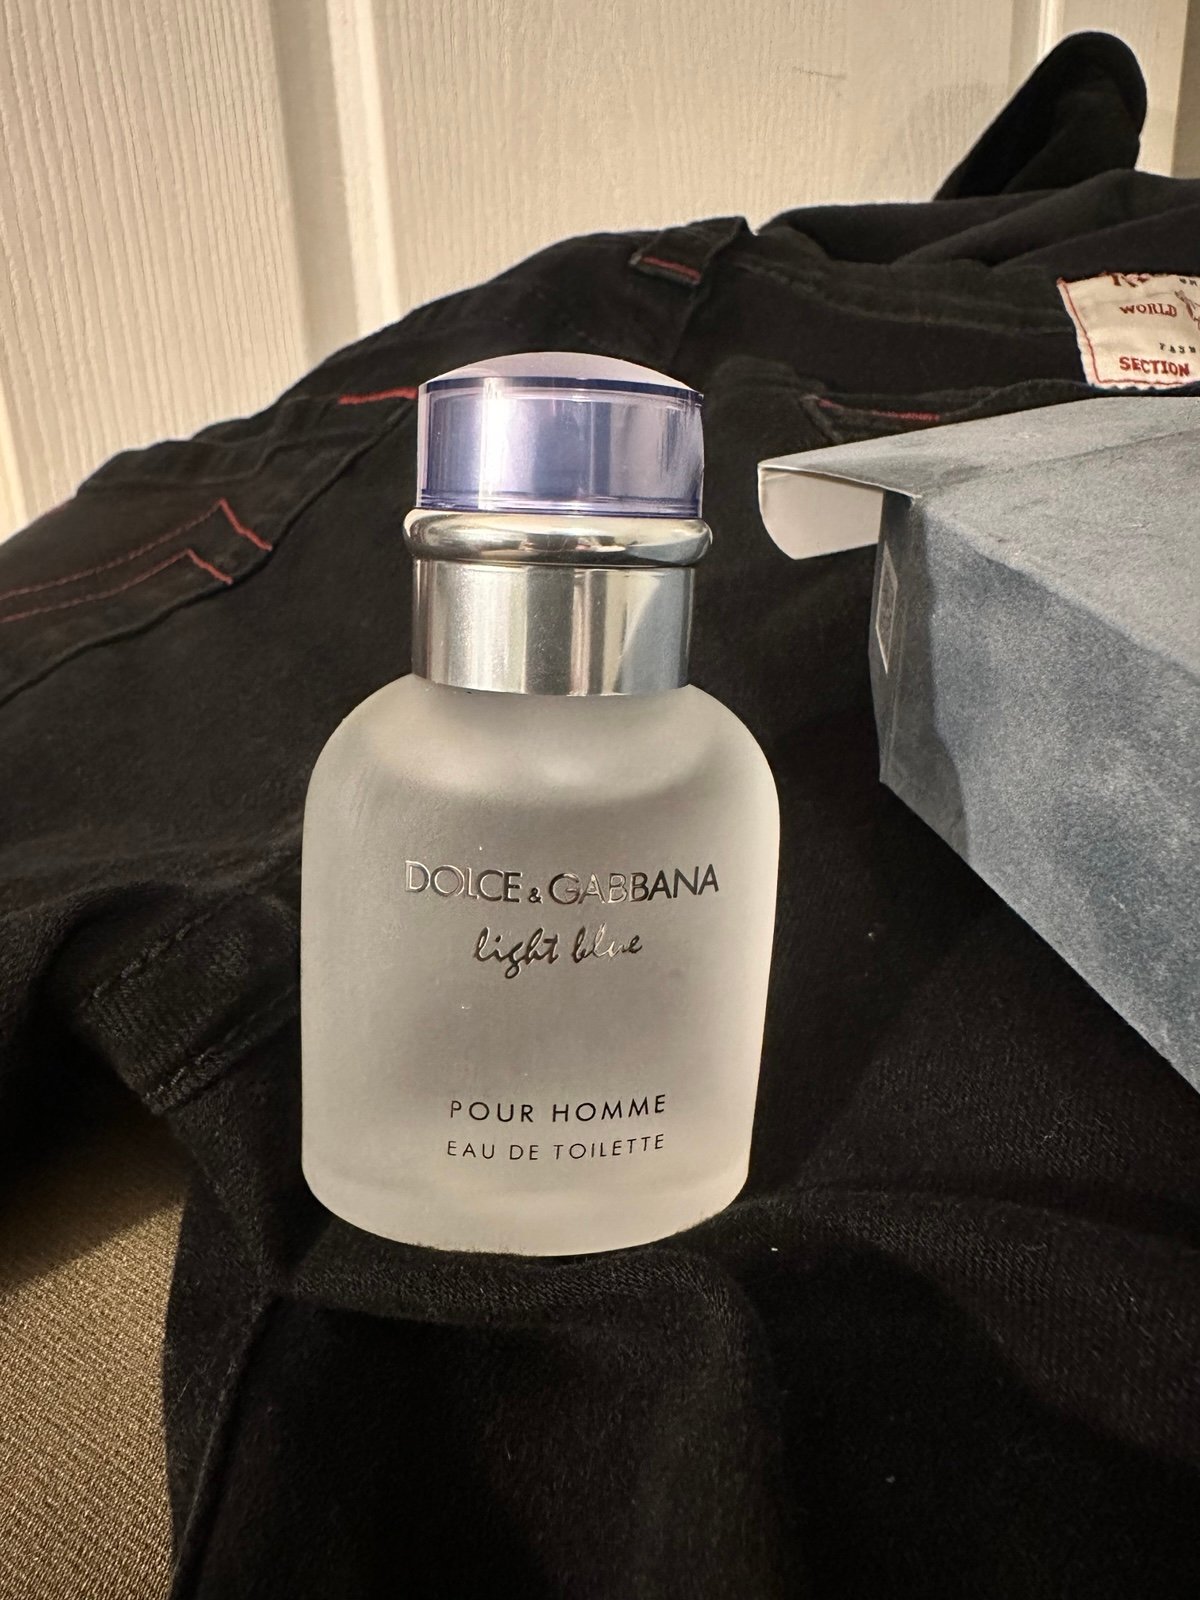 WORLD
SECTION
DOLCE & GABBANA
light blue
POUR HOMME
EAU DE TOILETTE